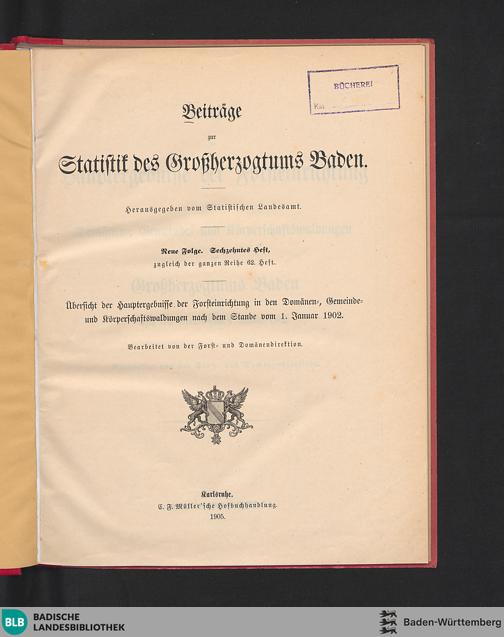 BÜCHEREI
Beiträge
zur
Statistik des Großherzogtums Baden.
Herausgegeben vom Statistischen Landesamt.
Neue Folge. Sechzehntes Heft,
zugleich der ganzen Reihe 62. Heft.
Übersicht der Hauptergebnisse der Forsteinrichtung in den Domänen-, Gemeinde-
und Körperschaftswaldungen nach dem Stande vom 1. Januar 1902.
Bearbeitet von der Forst- und Domänendirektion.
Karlsruhe.
C. F. Müller'sche Hofbuchhandlung.
1905.
BLB BADISCHE
LANDESBIBLIOTHEK
Baden-Württemberg